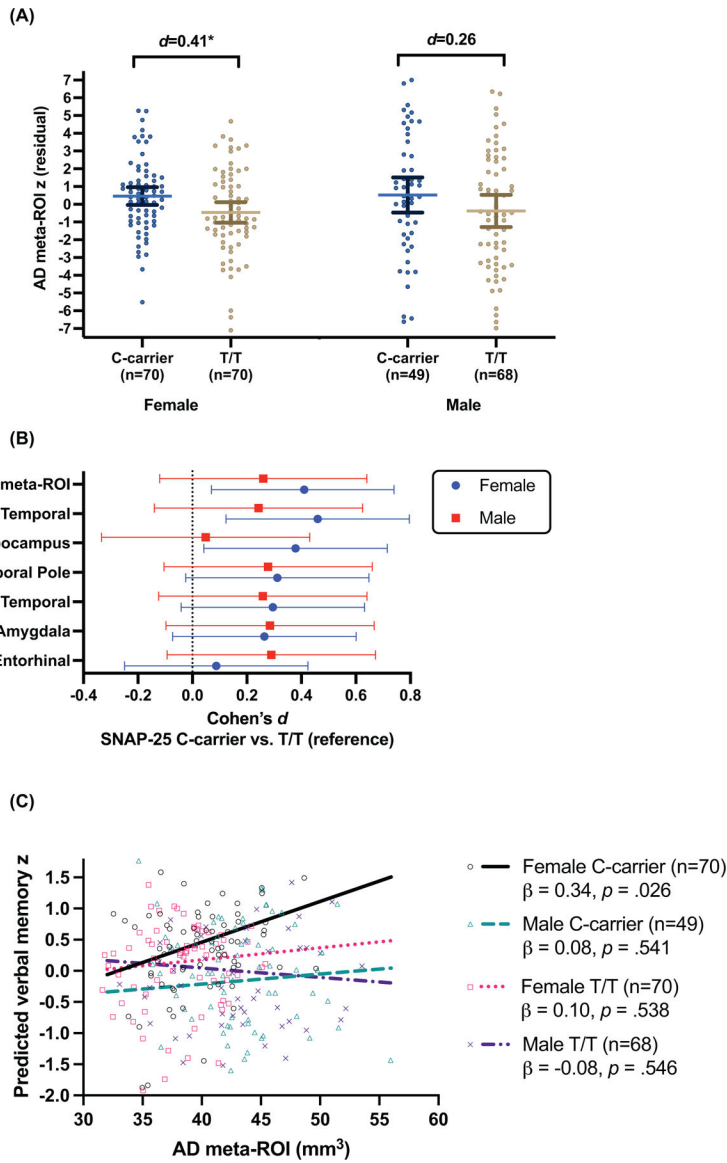 (A)
d=0.41*
d=0.26
AD meta-ROI z (residual)
7
6
5
4
3
2
1
0
-1
-2
-3
-4
-5
-6
-7
C-carrier
(n=70)
T/T
(n=70)
C-carrier
(n=49)
T/T
(n=68)
Female
Male
(B)
meta-ROI
Temporal
pocampus
poral Pole
Temporal
Amygdala
Entorhinal
Female
Male
-0.4
-0.2
0.0
0.2
0.4
0.6
0.8
Cohen's d
SNAP-25 C-carrier vs. T/T (reference)
(C)
Predicted verbal memory z
1.5
1.0
0.5
0.0
-0.5
-1.0
-1.5
-2.0
30
35
40
45
50
55
60
AD meta-ROI (mm³)
Female C-carrier (n=70)
β = 0.34, p = .026
Male C-carrier (n=49)
β = 0.08, p = .541
Female T/T (n=70)
β = 0.10, p = .538
Male T/T (n=68)
β = -0.08, p = .546